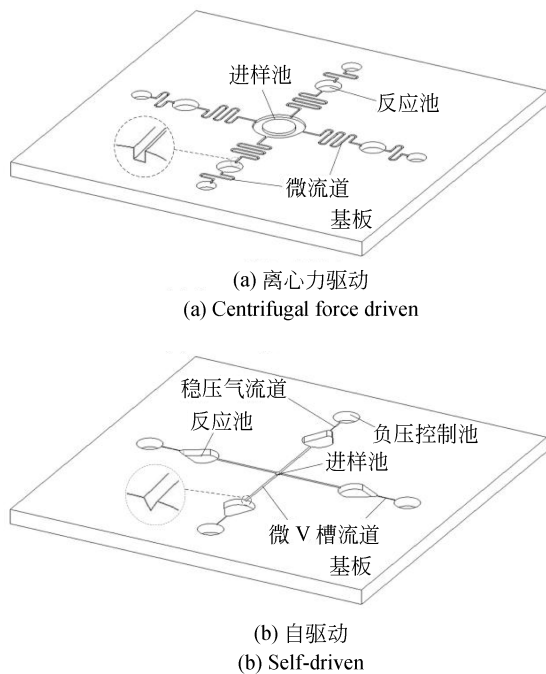 进样池
反应池
微流道
基板
(a) 离心力驱动
(a) Centrifugal force driven
稳压气流道
反应池
负压控制池
进样池
微 V 槽流道
基板
(b) 自驱动
(b) Self-driven